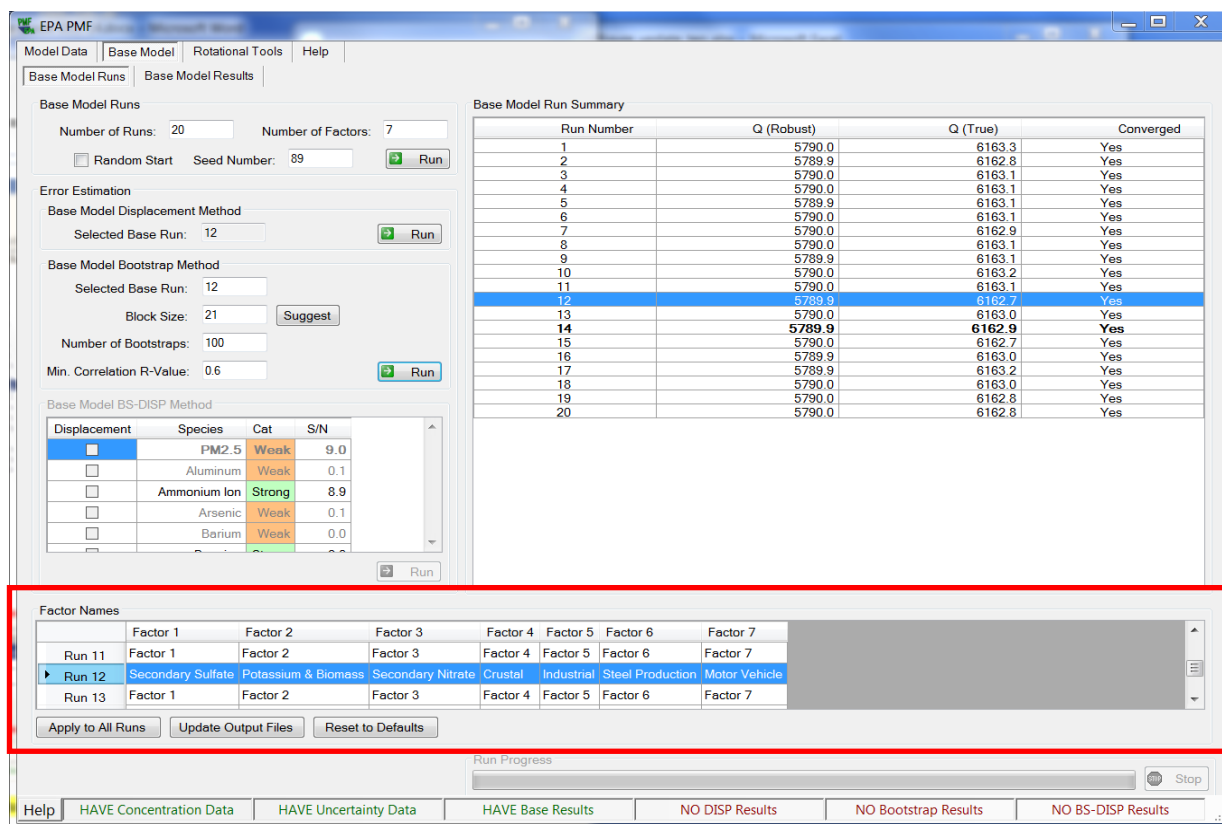 EPA PMF
Model Data Base Model Rotational Tools Help
Base Model Runs Base Model Results
Base Model Runs
Number of Runs: 20 Number of Factors: 7
Random Start Seed Number: 89 Run
Error Estimation
Base Model Displacement Method
Selected Base Run: 12 Run
Base Model Bootstrap Method
Selected Base Run: 12
Block Size: 21 Suggest
Number of Bootstraps: 100
Min. Correlation R-Value: 0.6 Run
Base Model BS-DISP Method
Displacement Species Cat S/N
PM2.5 Weak 9.0
Aluminum Weak 0.1
Ammonium Ion Strong 8.9
Arsenic Weak 0.1
Barium Weak 0.0
Run
Base Model Run Summary
Run Number Q (Robust) Q (True) Converged
1 5790.0 6163.3 Yes
2 5789.9 6162.8 Yes
3 5790.0 6163.1 Yes
4 5790.0 6163.1 Yes
5 5789.9 6163.1 Yes
6 5790.0 6163.1 Yes
7 5790.0 6162.9 Yes
8 5790.0 6163.1 Yes
9 5789.9 6163.1 Yes
10 5790.0 6163.2 Yes
11 5790.0 6163.1 Yes
12 5789.9 6162.7 Yes
13 5790.0 6163.0 Yes
14 5789.9 6162.9 Yes
15 5790.0 6162.7 Yes
16 5789.9 6163.0 Yes
17 5789.9 6163.2 Yes
18 5790.0 6163.0 Yes
19 5790.0 6162.8 Yes
20 5790.0 6162.8 Yes
Factor Names
Factor 1 Factor 2 Factor 3 Factor 4 Factor 5 Factor 6 Factor 7
Run 11 Factor 1 Factor 2 Factor 3 Factor 4 Factor 5 Factor 6 Factor 7
Run 12 Secondary Sulfate Potassium & Biomass Secondary Nitrate Crustal Industrial Steel Production Motor Vehicle
Run 13 Factor 1 Factor 2 Factor 3 Factor 4 Factor 5 Factor 6 Factor 7
Apply to All Runs Update Output Files Reset to Defaults
Run Progress
STOP Stop
Help HAVE Concentration Data HAVE Uncertainty Data HAVE Base Results NO DISP Results NO Bootstrap Results NO BS-DISP Results